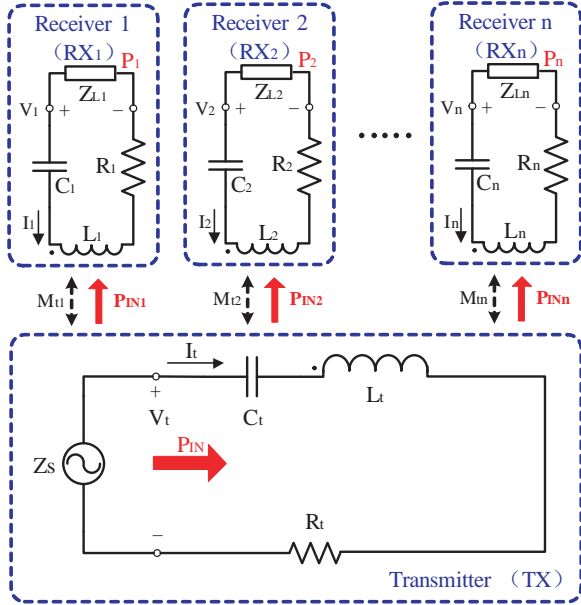 Receiver 1
（RX1）
P1
ZL1
V1
+
−
C1
R1
I1
L1
Receiver 2
（RX2）
P2
ZL2
V2
+
−
C2
R2
I2
L2
Receiver n
（RXn）
Pn
ZLn
Vn
+
−
Cn
Rn
In
Ln
Mt1
PIN1
Mt2
PIN2
Mtn
PINn
It
+
Vt
Ct
Lt
PIN
Zs
−
Rt
Transmitter （TX）